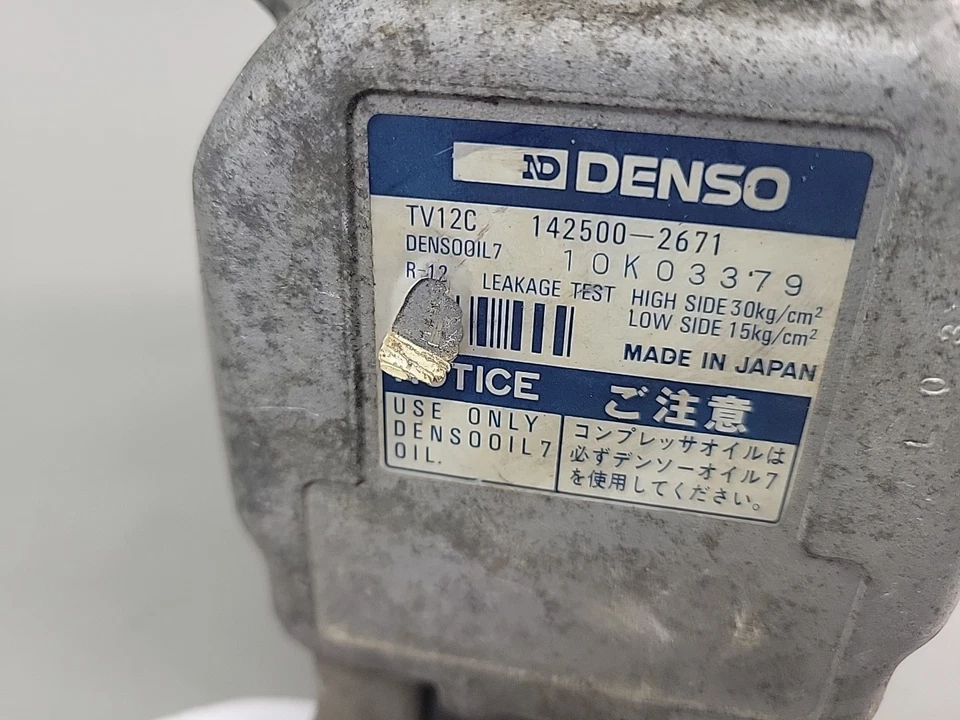 ND DENSO
TV12C 142500-2671
DENSOOIL7 10K03379
R-12 LEAKAGE TEST HIGH SIDE 30kg/cm²
LOW SIDE 15kg/cm²
MADE IN JAPAN
ご注意
USE ONLY
DENSOOIL7
OIL.
コンプレッサオイルは
必ずデンソーオイル7
を使用してください。